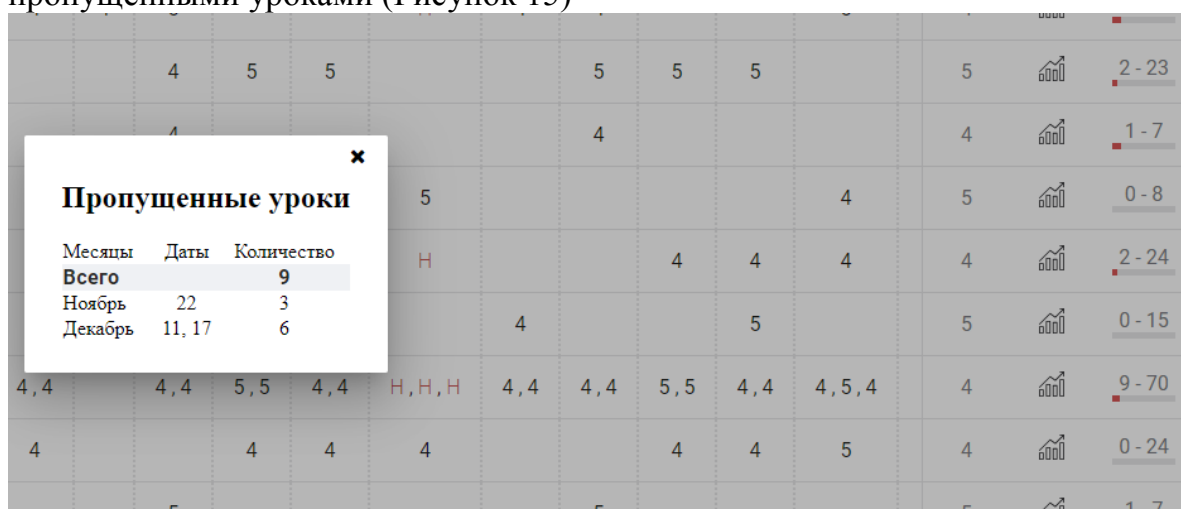 пропущенными уроками (Рисунок 15)
4 5 5 5 5 5 5 2 - 23
4 4 4 1 - 7
Пропущенные уроки
5 4 5 0 - 8
Месяцы Даты Количество
Н 4 4 4 4 2 - 24
Всего 9
Ноябрь 22 3
Декабрь 11, 17 6
4 5 5 0 - 15
4,4 4,4 5,5 4,4 Н,Н,Н 4,4 4,4 5,5 4,4 4,5,4 4 9 - 70
4 4 4 4 4 4 5 4 0 - 24